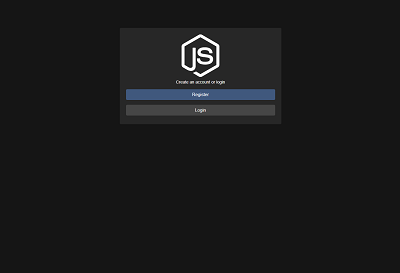 JS
Create an account or login
Register
Login